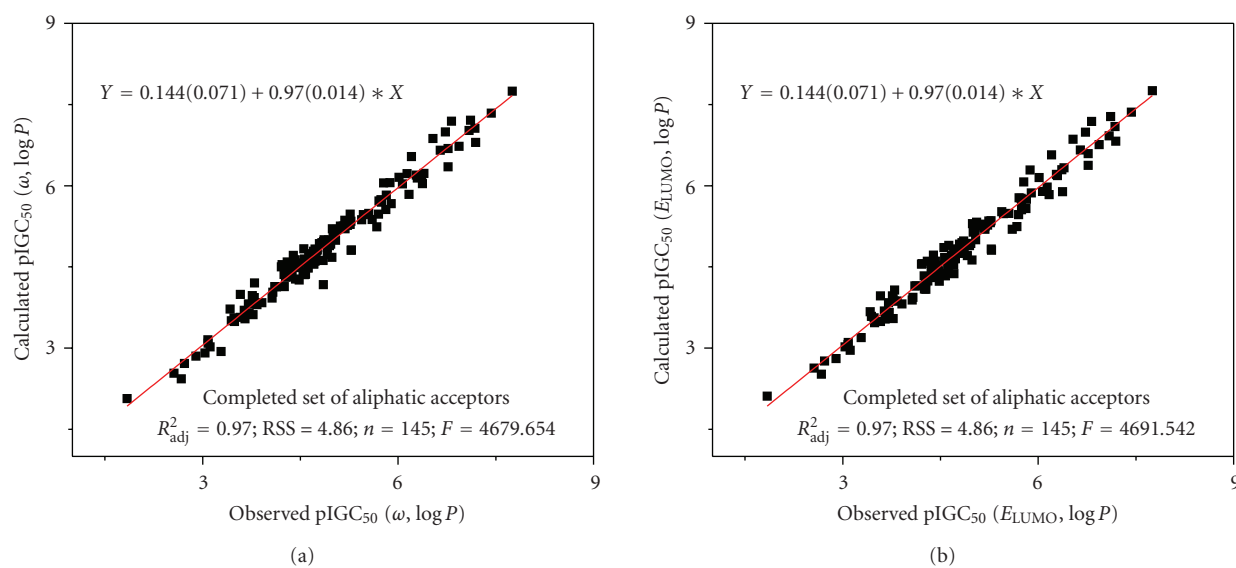 9
Y = 0.144(0.071) + 0.97(0.014) ∗ X
6
3
Calculated pIGC₅₀ (ω, log P)
Completed set of aliphatic acceptors
R²adj = 0.97; RSS = 4.86; n = 145; F = 4679.654
3 6 9
Observed pIGC₅₀ (ω, log P)
(a)
9
Y = 0.144(0.071) + 0.97(0.014) ∗ X
6
3
Calculated pIGC₅₀ (E_LUMO, log P)
Completed set of aliphatic acceptors
R²adj = 0.97; RSS = 4.86; n = 145; F = 4691.542
3 6 9
Observed pIGC₅₀ (E_LUMO, log P)
(b)